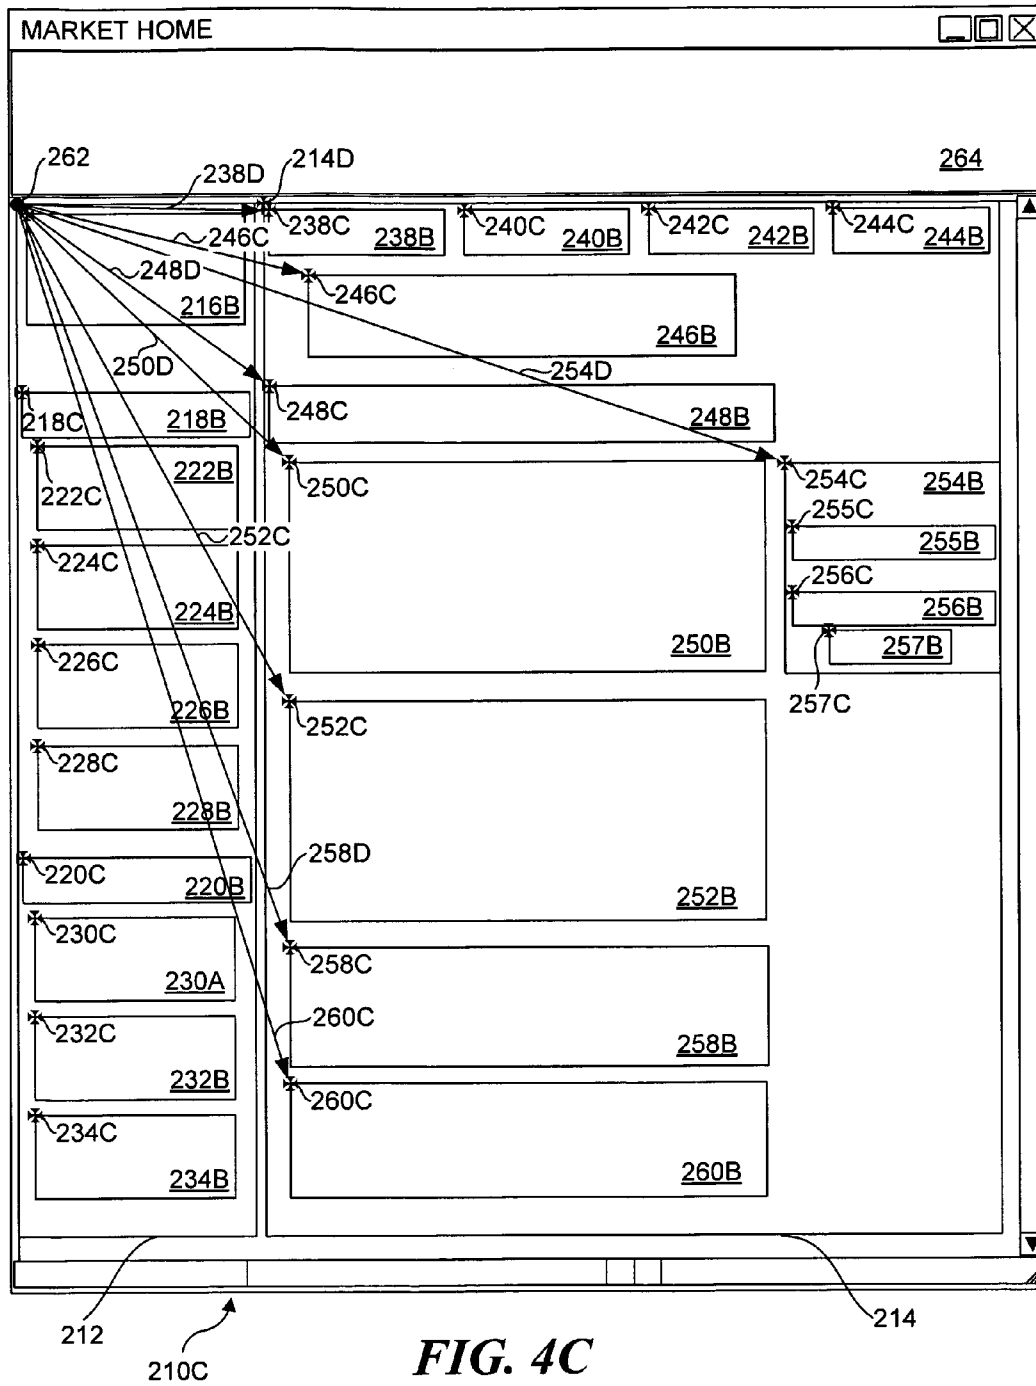 MARKET HOME
264
262
238D
214D
246C
238C
238B
240C
240B
242C
242B
244C
244B
248D
216B
246C
246B
250D
254D
218C
218B
248C
248B
222B
222C
250C
254C
254B
252C
255C
255B
224C
224B
256C
256B
250B
257B
226C
226B
252C
257C
228C
228B
258D
220C
220B
252B
230C
230A
258C
260C
258B
232C
232B
260C
234C
234B
260B
212
214
210C
FIG. 4C